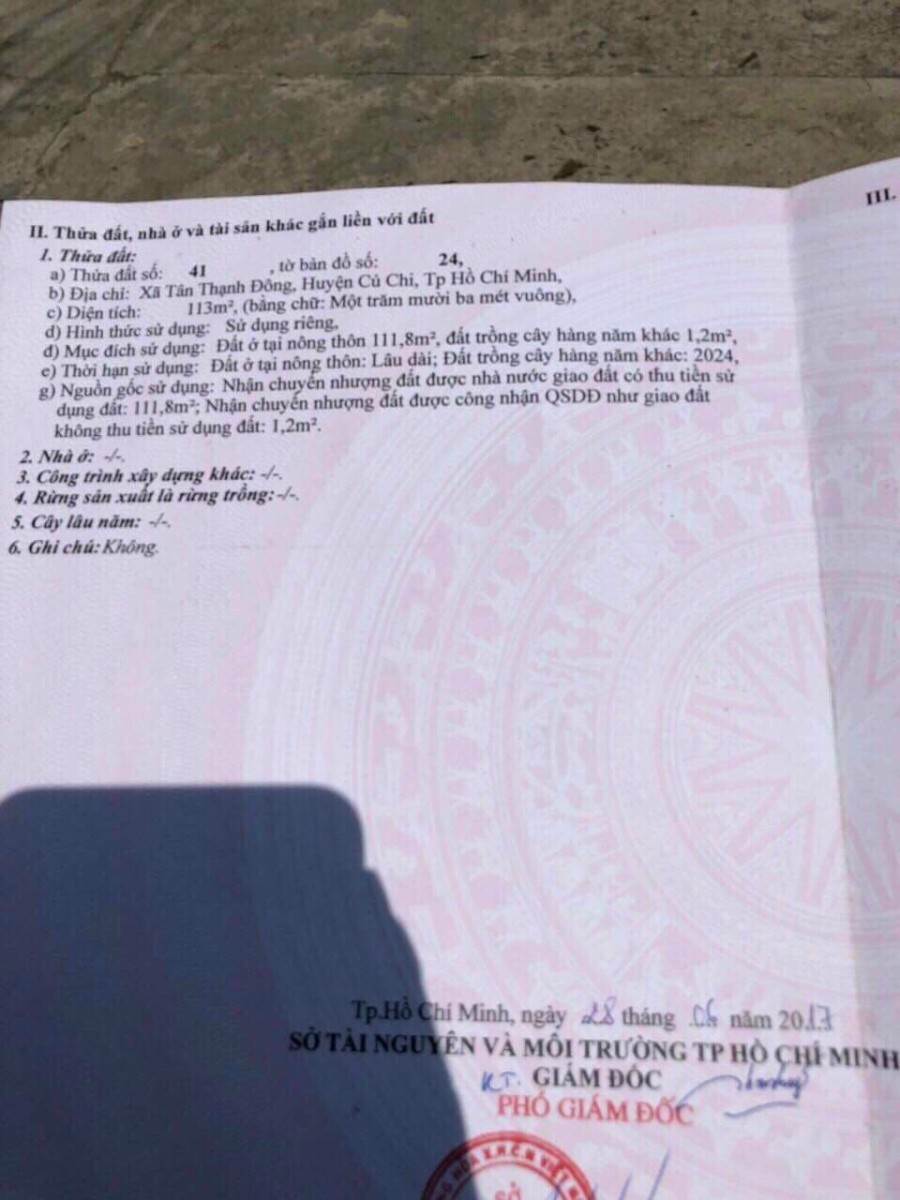 III.
II. Thửa đất, nhà ở và tài sản khác gắn liền với đất
1. Thửa đất:
a) Thửa đất số: 41 , tờ bản đồ số: 24,
b) Địa chỉ: Xã Tân Thạnh Đông, Huyện Củ Chi, Tp Hồ Chí Minh,
c) Diện tích: 113m², (bằng chữ: Một trăm mười ba mét vuông),
d) Hình thức sử dụng: Sử dụng riêng,
đ) Mục đích sử dụng: Đất ở tại nông thôn 111,8m², đất trồng cây hàng năm khác 1,2m²,
e) Thời hạn sử dụng: Đất ở tại nông thôn: Lâu dài; Đất trồng cây hàng năm khác: 2024,
g) Nguồn gốc sử dụng: Nhận chuyển nhượng đất được nhà nước giao đất có thu tiền sử
dụng đất: 111,8m²; Nhận chuyển nhượng đất được công nhận QSDĐ như giao đất
không thu tiền sử dụng đất: 1,2m².
2. Nhà ở: -/-.
3. Công trình xây dựng khác: -/-.
4. Rừng sản xuất là rừng trồng: -/-.
5. Cây lâu năm: -/-.
6. Ghi chú: Không.
Tp.Hồ Chí Minh, ngày 28 tháng năm 2017
SỞ TÀI NGUYÊN VÀ MÔI TRƯỜNG TP HỒ CHÍ MINH
KT. GIÁM ĐỐC
PHÓ GIÁM ĐỐC
HÒA X.H.C.N VIỆT
SỞ